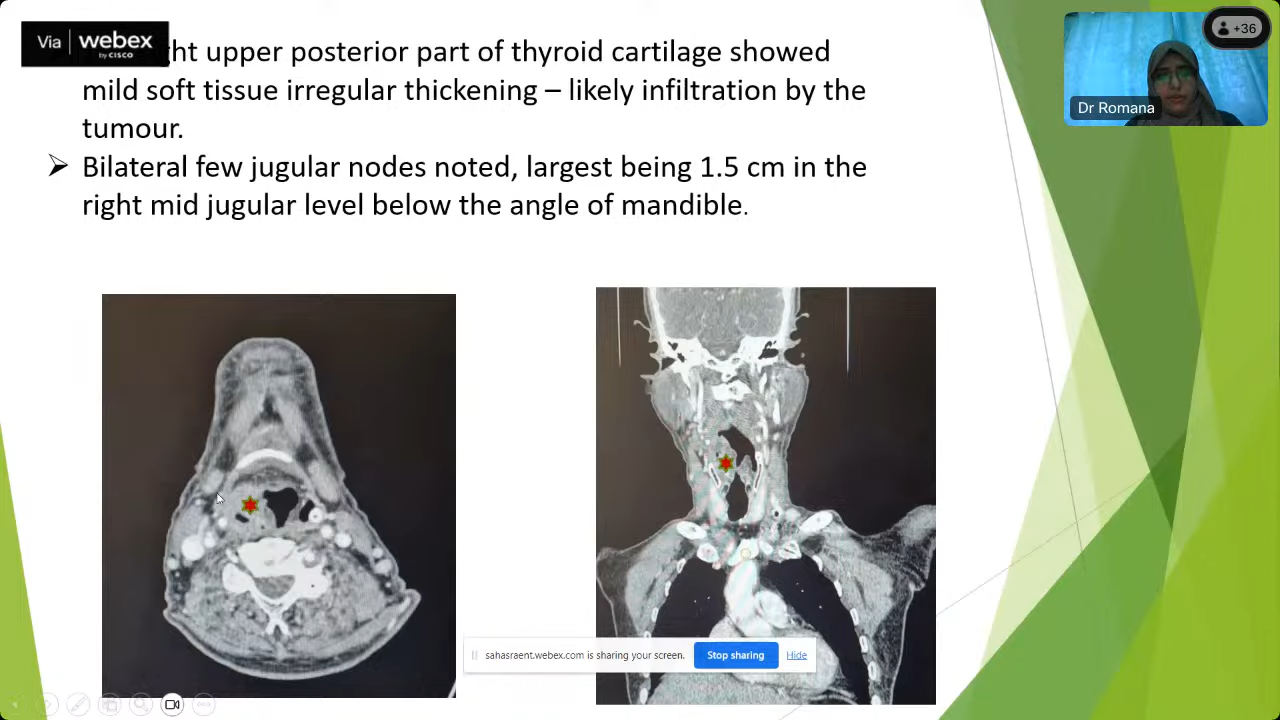 Via webex
by CISCO
ht upper posterior part of thyroid cartilage showed
mild soft tissue irregular thickening – likely infiltration by the
tumour.
➢ Bilateral few jugular nodes noted, largest being 1.5 cm in the
right mid jugular level below the angle of mandible.
+36
Dr Romana
sahasraent.webex.com is sharing your screen.
Stop sharing
Hide